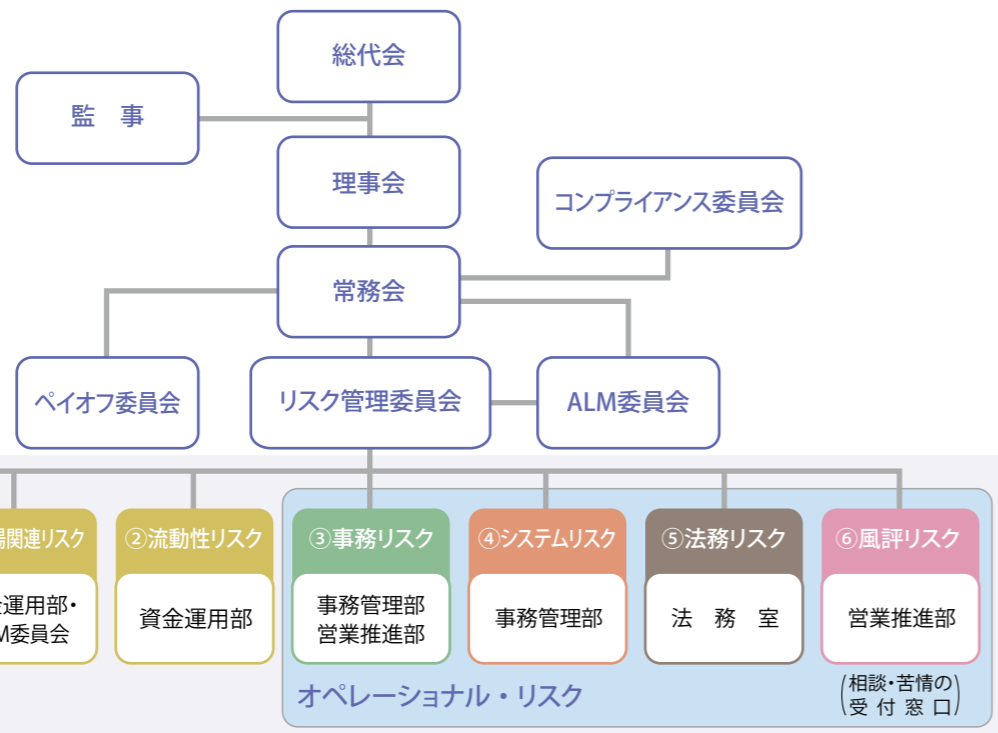 総代会
監　事
理事会
コンプライアンス委員会
常務会
ペイオフ委員会
リスク管理委員会
ALM委員会
場関連リスク
②流動性リスク
③事務リスク
④システムリスク
⑤法務リスク
⑥風評リスク
運用部・
委員会
資金運用部
事務管理部
営業推進部
事務管理部
法　務　室
営業推進部
オペレーショナル・リスク
(相談・苦情の
受付窓口)